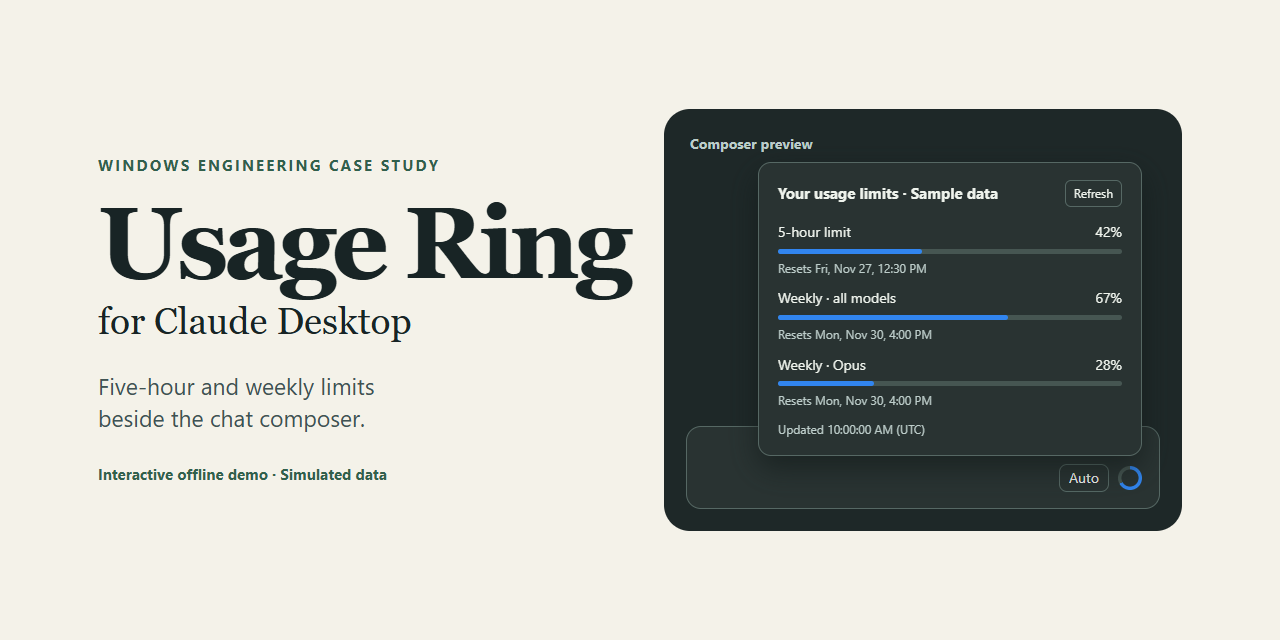 WINDOWS ENGINEERING CASE STUDY
Usage Ring
for Claude Desktop
Five-hour and weekly limits
beside the chat composer.
Interactive offline demo · Simulated data
Composer preview
Your usage limits · Sample data
Refresh
5-hour limit 42%
Resets Fri, Nov 27, 12:30 PM
Weekly · all models 67%
Resets Mon, Nov 30, 4:00 PM
Weekly · Opus 28%
Resets Mon, Nov 30, 4:00 PM
Updated 10:00:00 AM (UTC)
Auto